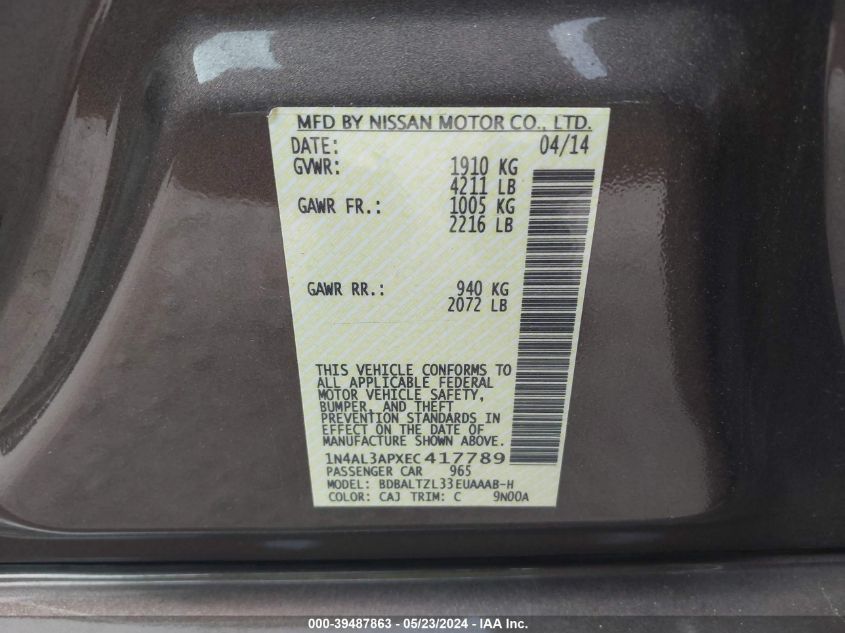 MFD BY NISSAN MOTOR CO., LTD.
DATE: 04/14
GVWR: 1910 KG
4211 LB
GAWR FR.: 1005 KG
2216 LB
GAWR RR.: 940 KG
2072 LB
THIS VEHICLE CONFORMS TO
ALL APPLICABLE FEDERAL
MOTOR VEHICLE SAFETY,
BUMPER, AND THEFT
PREVENTION STANDARDS IN
EFFECT ON THE DATE OF
MANUFACTURE SHOWN ABOVE.
1N4AL3APXEC417789
PASSENGER CAR 965
MODEL: BDBALTZL33EUAAAB-H
COLOR: CAJ TRIM: C 9N00A
000-39487863 - 05/23/2024 - IAA Inc.